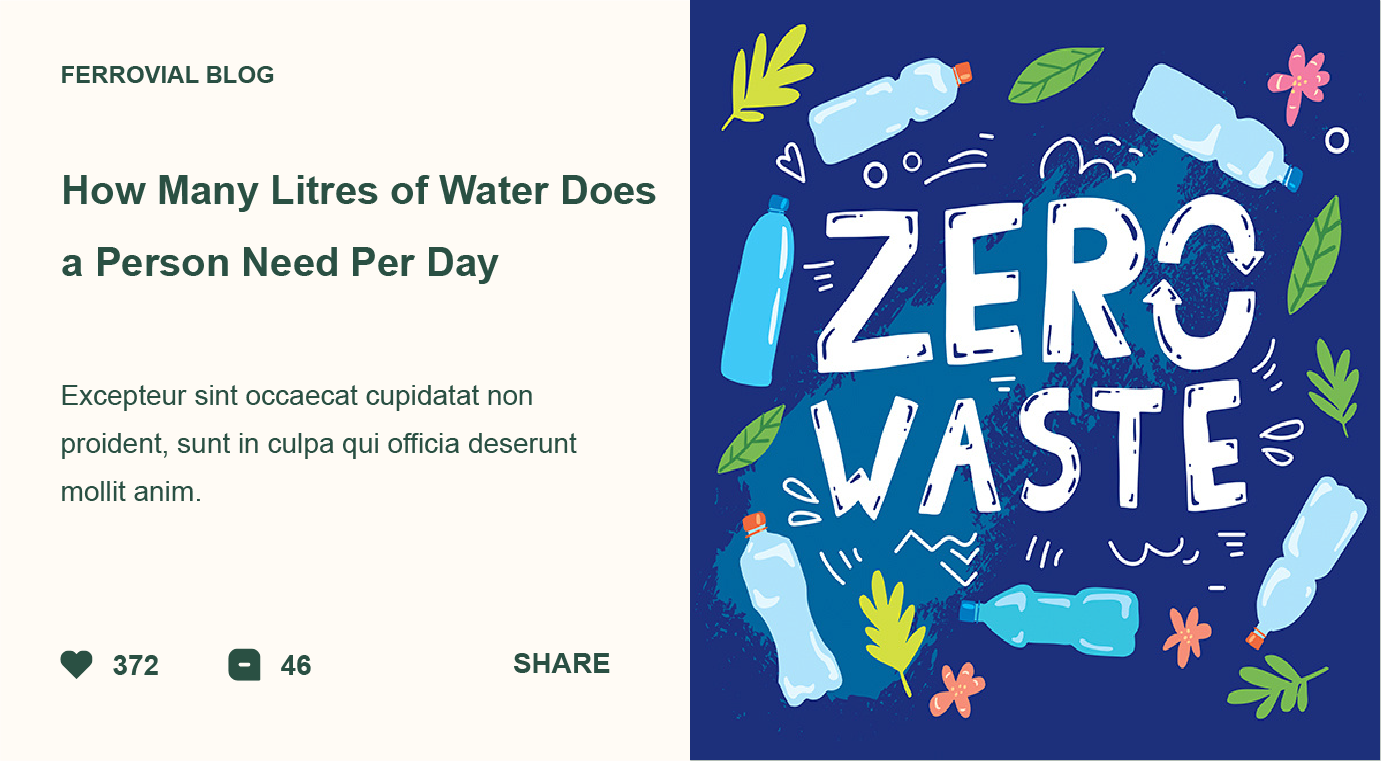 FERROVIAL BLOG
How Many Litres of Water Does
a Person Need Per Day
Excepteur sint occaecat cupidatat non
proident, sunt in culpa qui officia deserunt
mollit anim.
372
46
SHARE
ZERO
WASTE